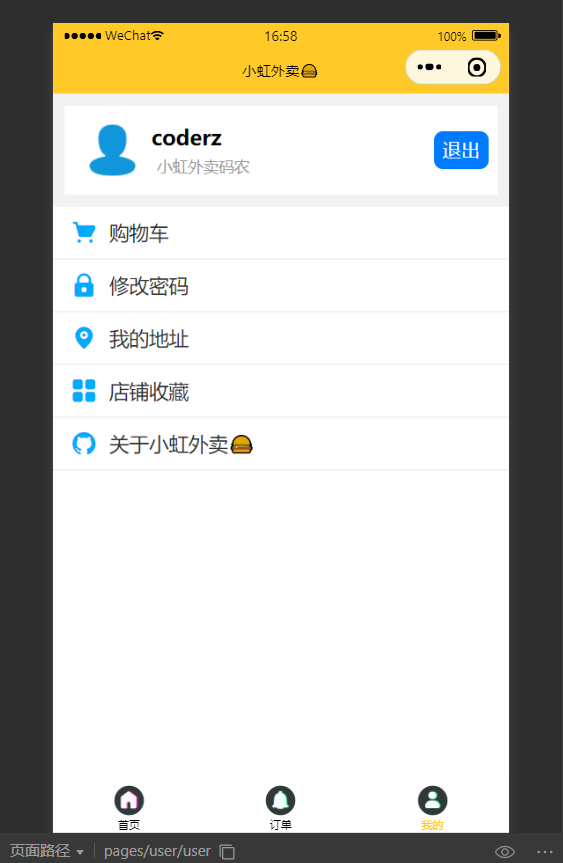 WeChat 16:58 100%
小虹外卖🍔
coderz
小虹外卖码农
退出
购物车
修改密码
我的地址
店铺收藏
关于小虹外卖🍔
首页 订单 我的
页面路径 pages/user/user